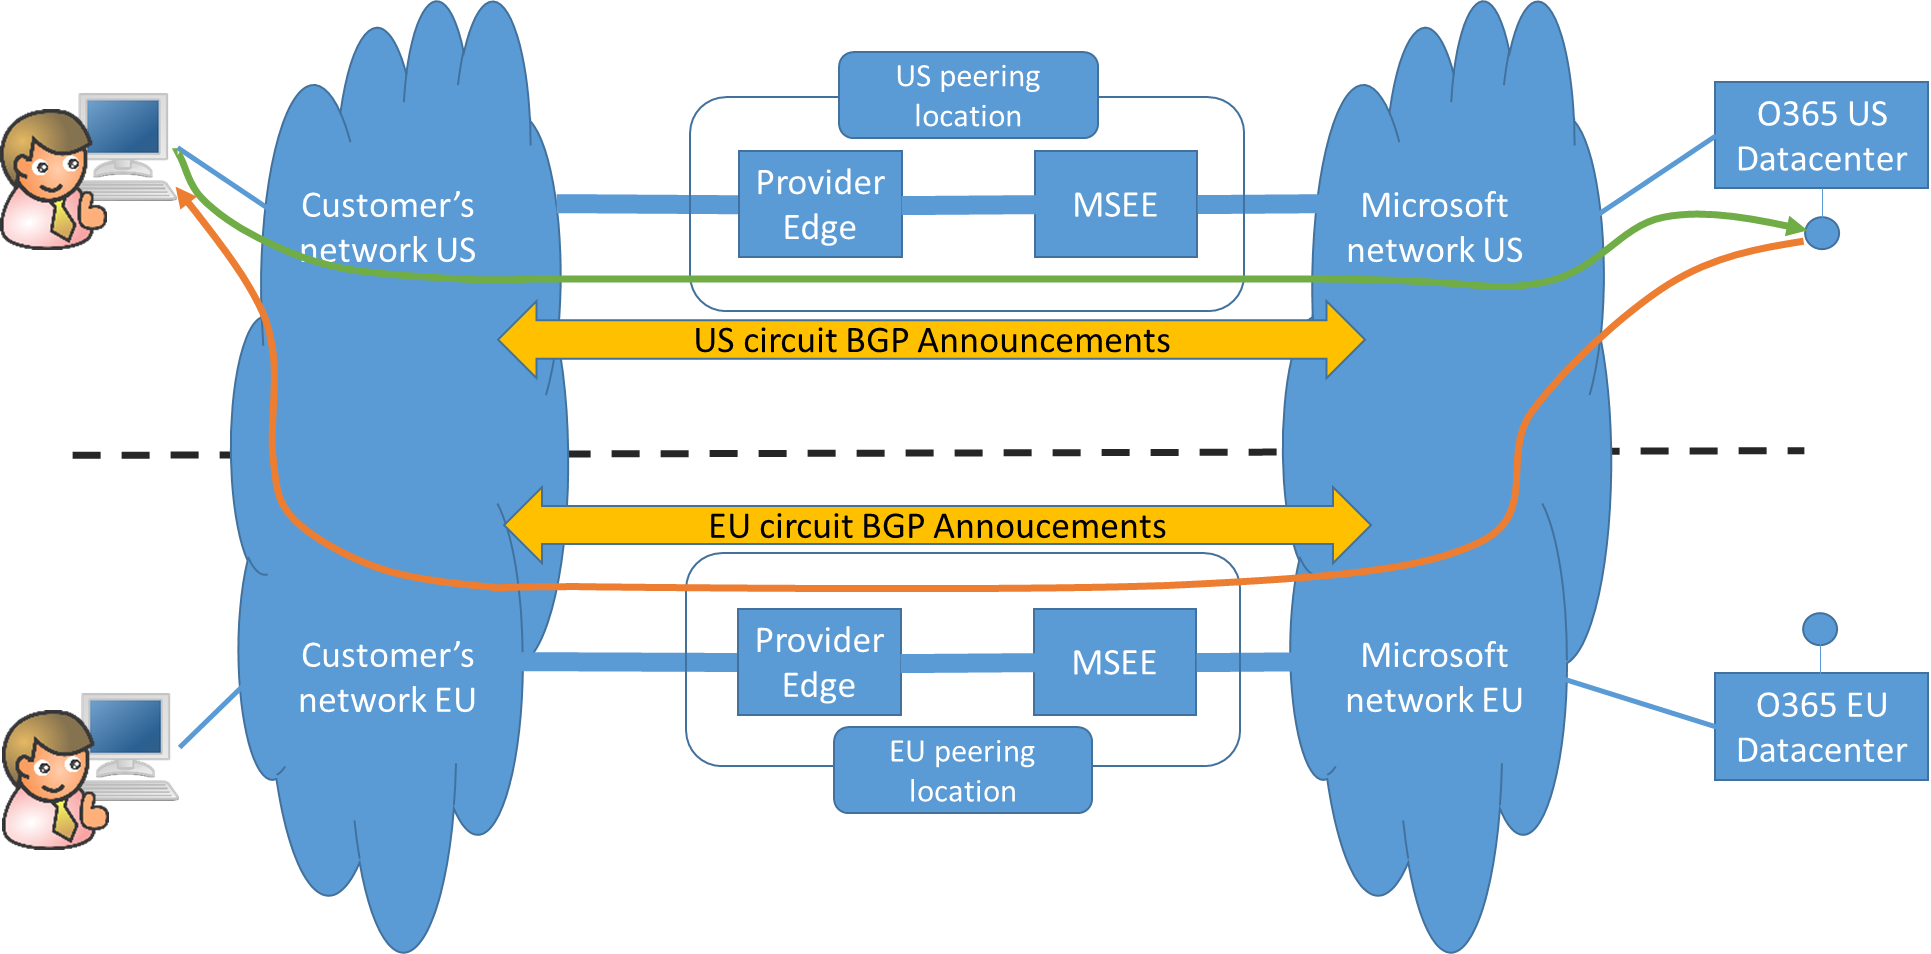 US peering
location
O365 US
Datacenter
Provider
Edge
MSEE
Customer's
network US
Microsoft
network US
US circuit BGP Announcements
EU circuit BGP Annoucements
Provider
Edge
MSEE
Customer's
network EU
Microsoft
network EU
O365 EU
Datacenter
EU peering
location